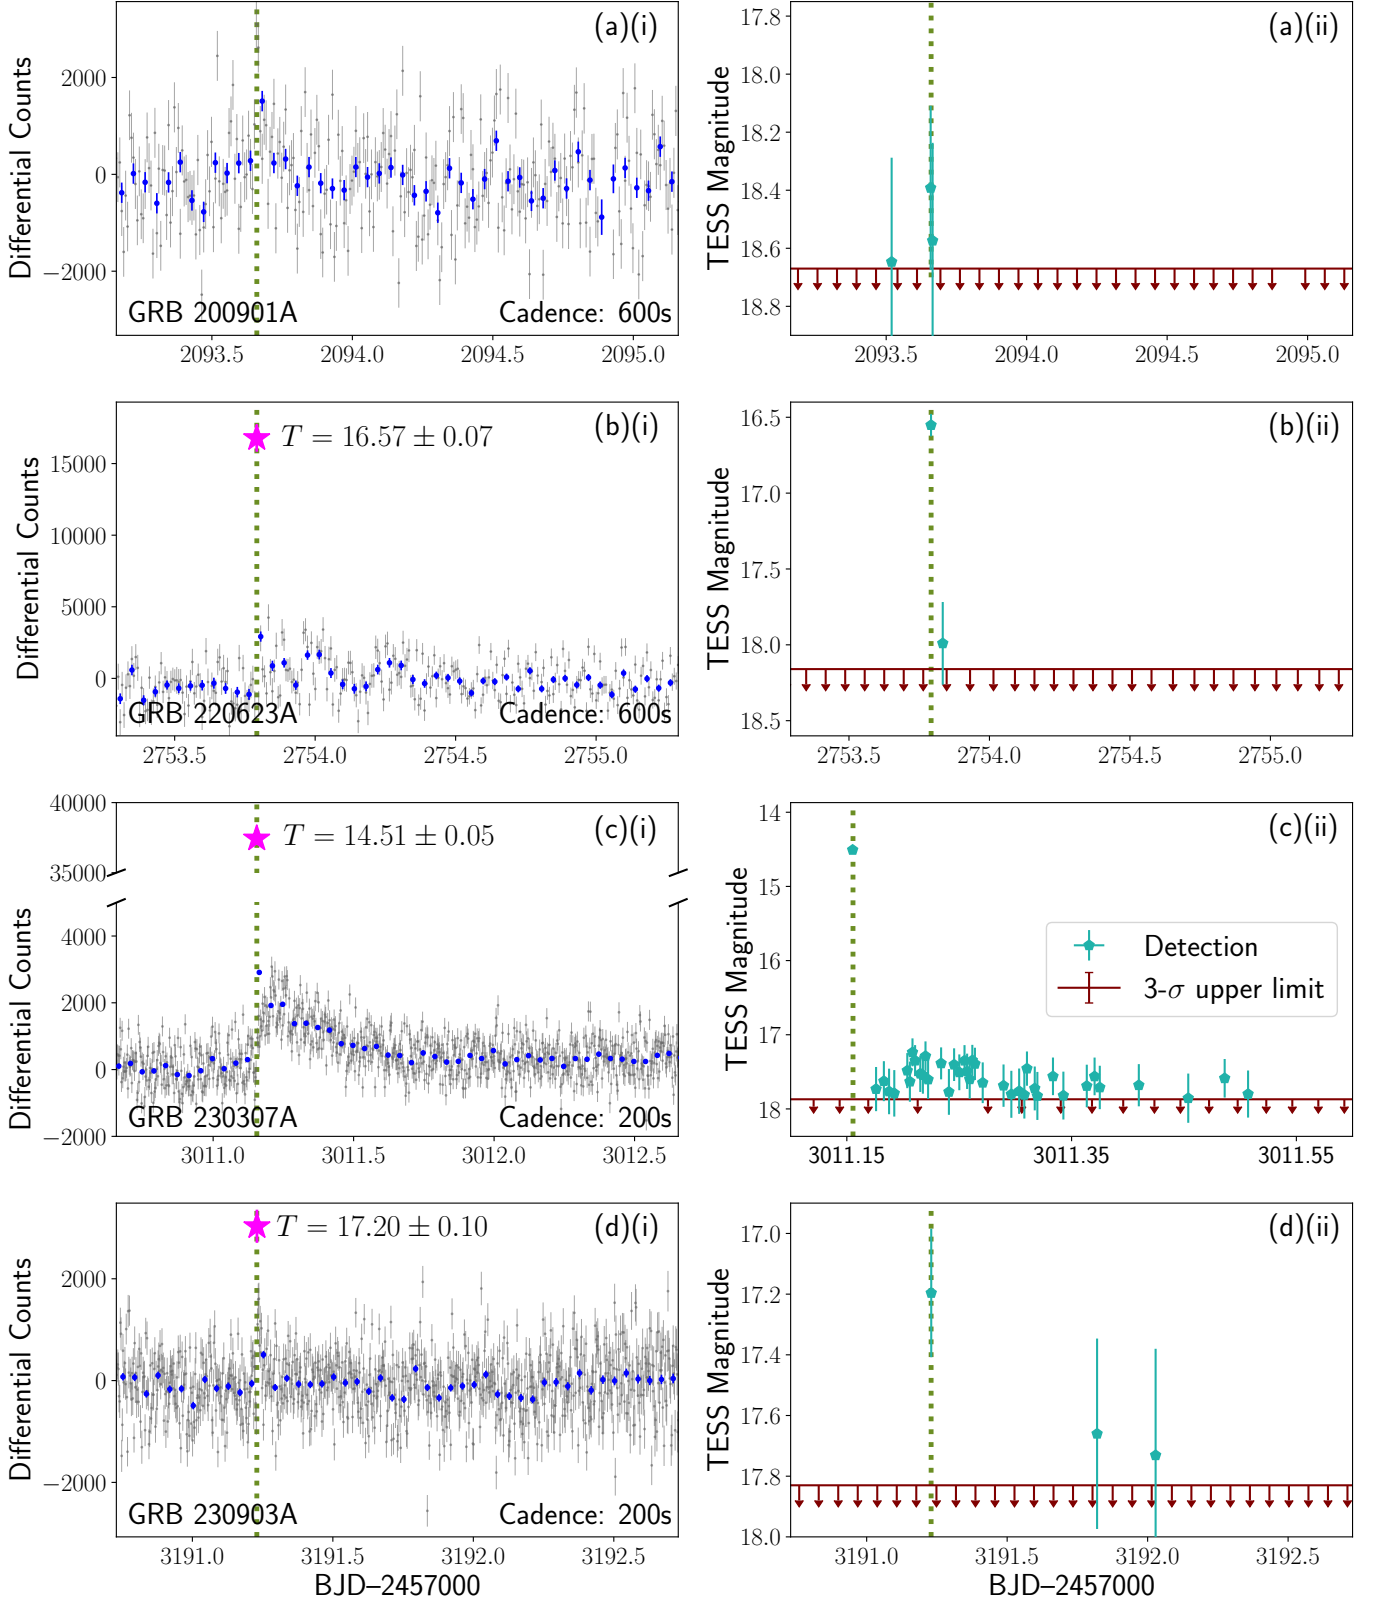 (a)(i)
Differential Counts
2000
0
−2000
GRB 200901A
Cadence: 600s
2093.5
2094.0
2094.5
2095.0
(a)(ii)
TESS Magnitude
17.8
18.0
18.2
18.4
18.6
18.8
2093.5
2094.0
2094.5
2095.0
(b)(i)
T = 16.57 ± 0.07
Differential Counts
15000
10000
5000
0
GRB 220623A
Cadence: 600s
2753.5
2754.0
2754.5
2755.0
(b)(ii)
TESS Magnitude
16.5
17.0
17.5
18.0
18.5
2753.5
2754.0
2754.5
2755.0
(c)(i)
T = 14.51 ± 0.05
Differential Counts
40000
35000
4000
2000
0
−2000
GRB 230307A
Cadence: 200s
3011.0
3011.5
3012.0
3012.5
(c)(ii)
TESS Magnitude
14
15
16
17
18
Detection
3-σ upper limit
3011.15
3011.35
3011.55
(d)(i)
T = 17.20 ± 0.10
Differential Counts
2000
0
−2000
GRB 230903A
Cadence: 200s
3191.0
3191.5
3192.0
3192.5
BJD–2457000
(d)(ii)
TESS Magnitude
17.0
17.2
17.4
17.6
17.8
18.0
3191.0
3191.5
3192.0
3192.5
BJD–2457000